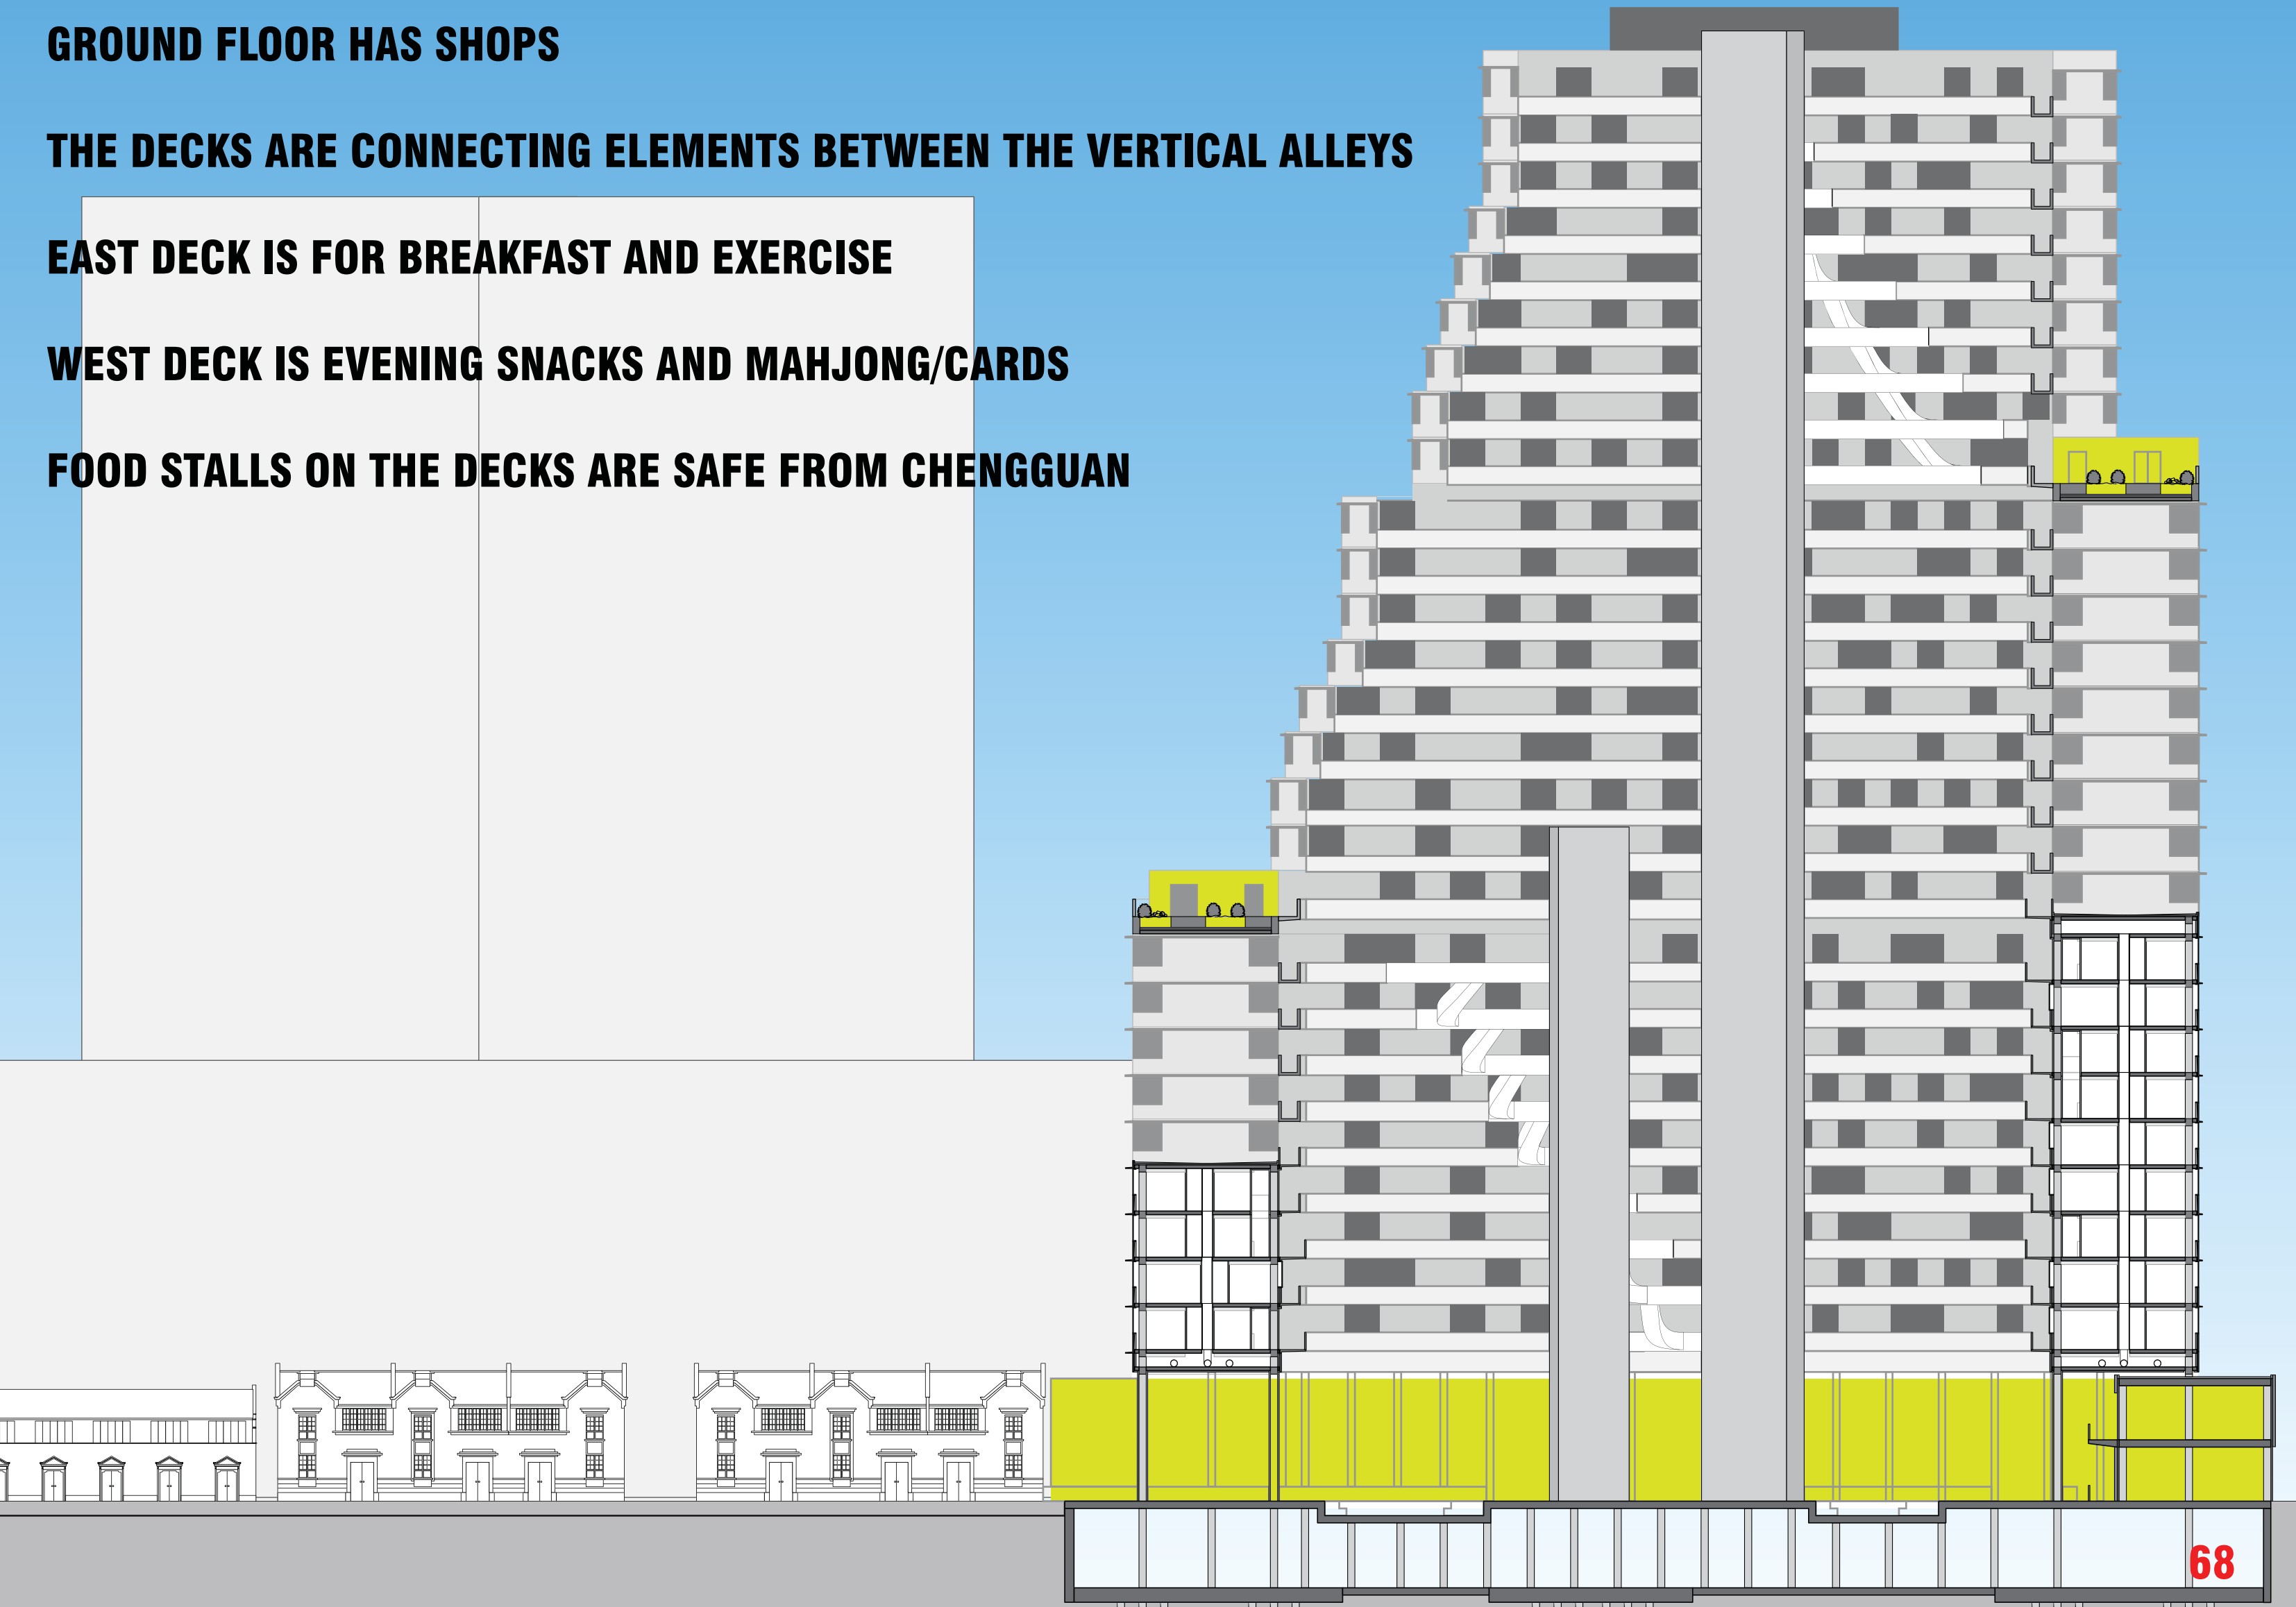 GROUND FLOOR HAS SHOPS
THE DECKS ARE CONNECTING ELEMENTS BETWEEN THE VERTICAL ALLEYS
EAST DECK IS FOR BREAKFAST AND EXERCISE
WEST DECK IS EVENING SNACKS AND MAHJONG/CARDS
FOOD STALLS ON THE DECKS ARE SAFE FROM CHENGGUAN
68